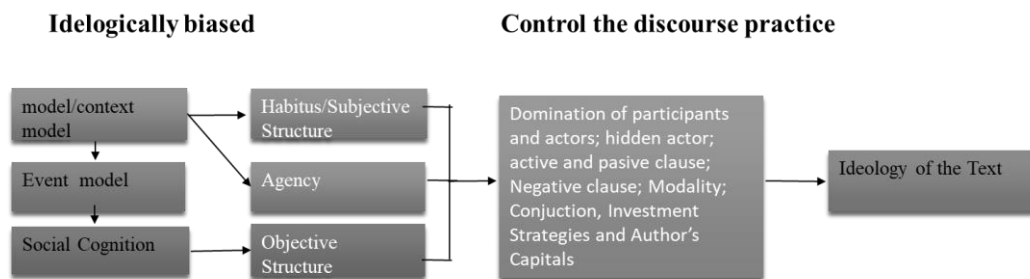 Idelogically biased
Control the discourse practice
model/context
model
Event model
Social Cognition
Habitus/Subjective
Structure
Agency
Objective
Structure
Domination of participants
and actors; hidden actor;
active and pasive clause;
Negative clause; Modality;
Conjuction, Investment
Strategies and Author's
Capitals
Ideology of the Text